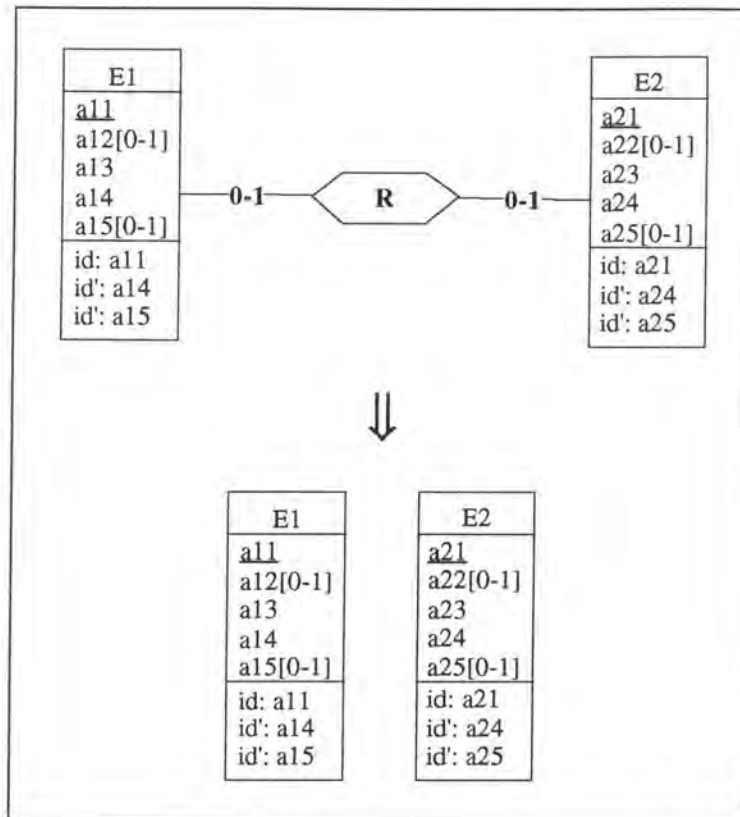 E1
a11
a12[0-1]
a13
a14
a15[0-1]
id: a11
id': a14
id': a15
0-1
R
0-1
E2
a21
a22[0-1]
a23
a24
a25[0-1]
id: a21
id': a24
id': a25
⇓
E1
a11
a12[0-1]
a13
a14
a15[0-1]
id: a11
id': a14
id': a15
E2
a21
a22[0-1]
a23
a24
a25[0-1]
id: a21
id': a24
id': a25